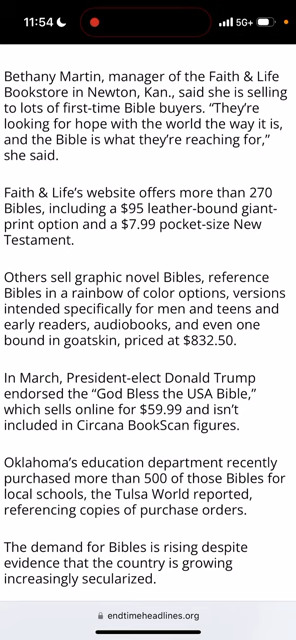 11:54
5G+
Bethany Martin, manager of the Faith & Life
Bookstore in Newton, Kan., said she is selling
to lots of first-time Bible buyers. “They’re
looking for hope with the world the way it is,
and the Bible is what they’re reaching for,”
she said.
Faith & Life’s website offers more than 270
Bibles, including a $95 leather-bound giant-
print option and a $7.99 pocket-size New
Testament.
Others sell graphic novel Bibles, reference
Bibles in a rainbow of color options, versions
intended specifically for men and teens and
early readers, audiobooks, and even one
bound in goatskin, priced at $832.50.
In March, President-elect Donald Trump
endorsed the “God Bless the USA Bible,”
which sells online for $59.99 and isn’t
included in Circana BookScan figures.
Oklahoma’s education department recently
purchased more than 500 of those Bibles for
local schools, the Tulsa World reported,
referencing copies of purchase orders.
The demand for Bibles is rising despite
evidence that the country is growing
increasingly secularized.
endtimeheadlines.org